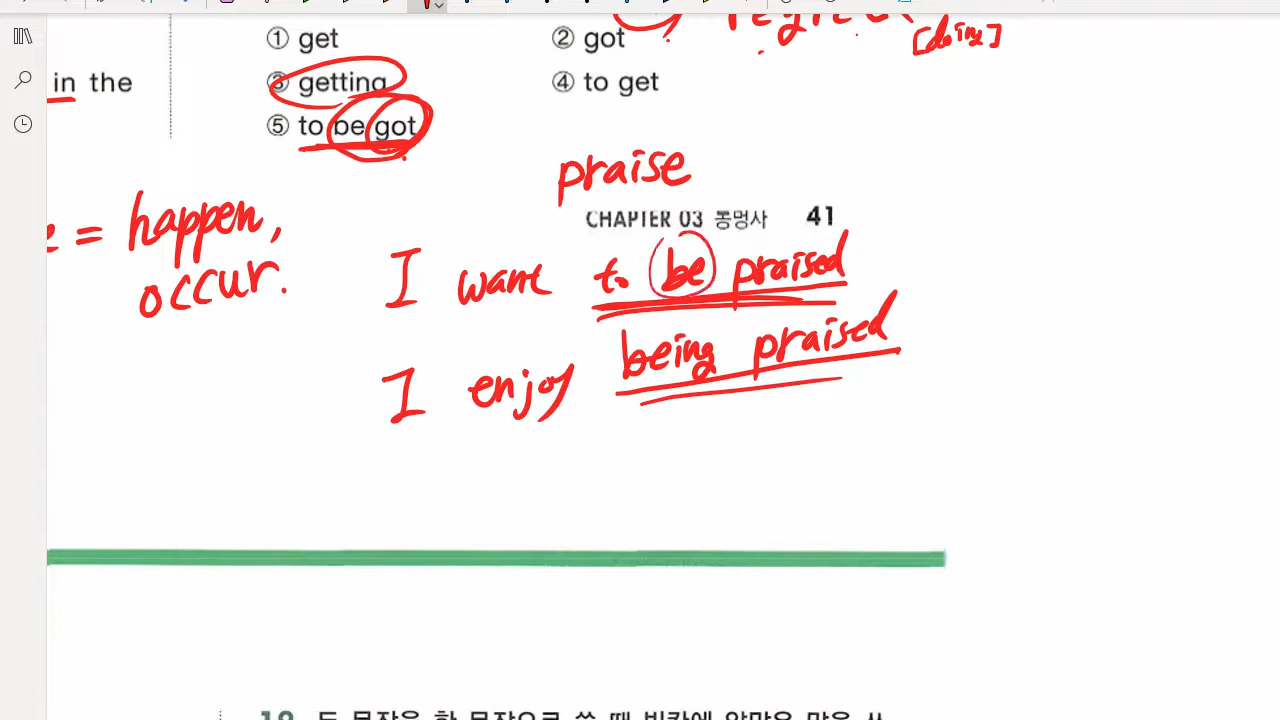 [doing]
① get ② got
in the
③ getting ④ to get
⑤ to be got
praise
CHAPTER 03 동명사 41
= happen,
occur.
I want to be praised
I enjoy being praised